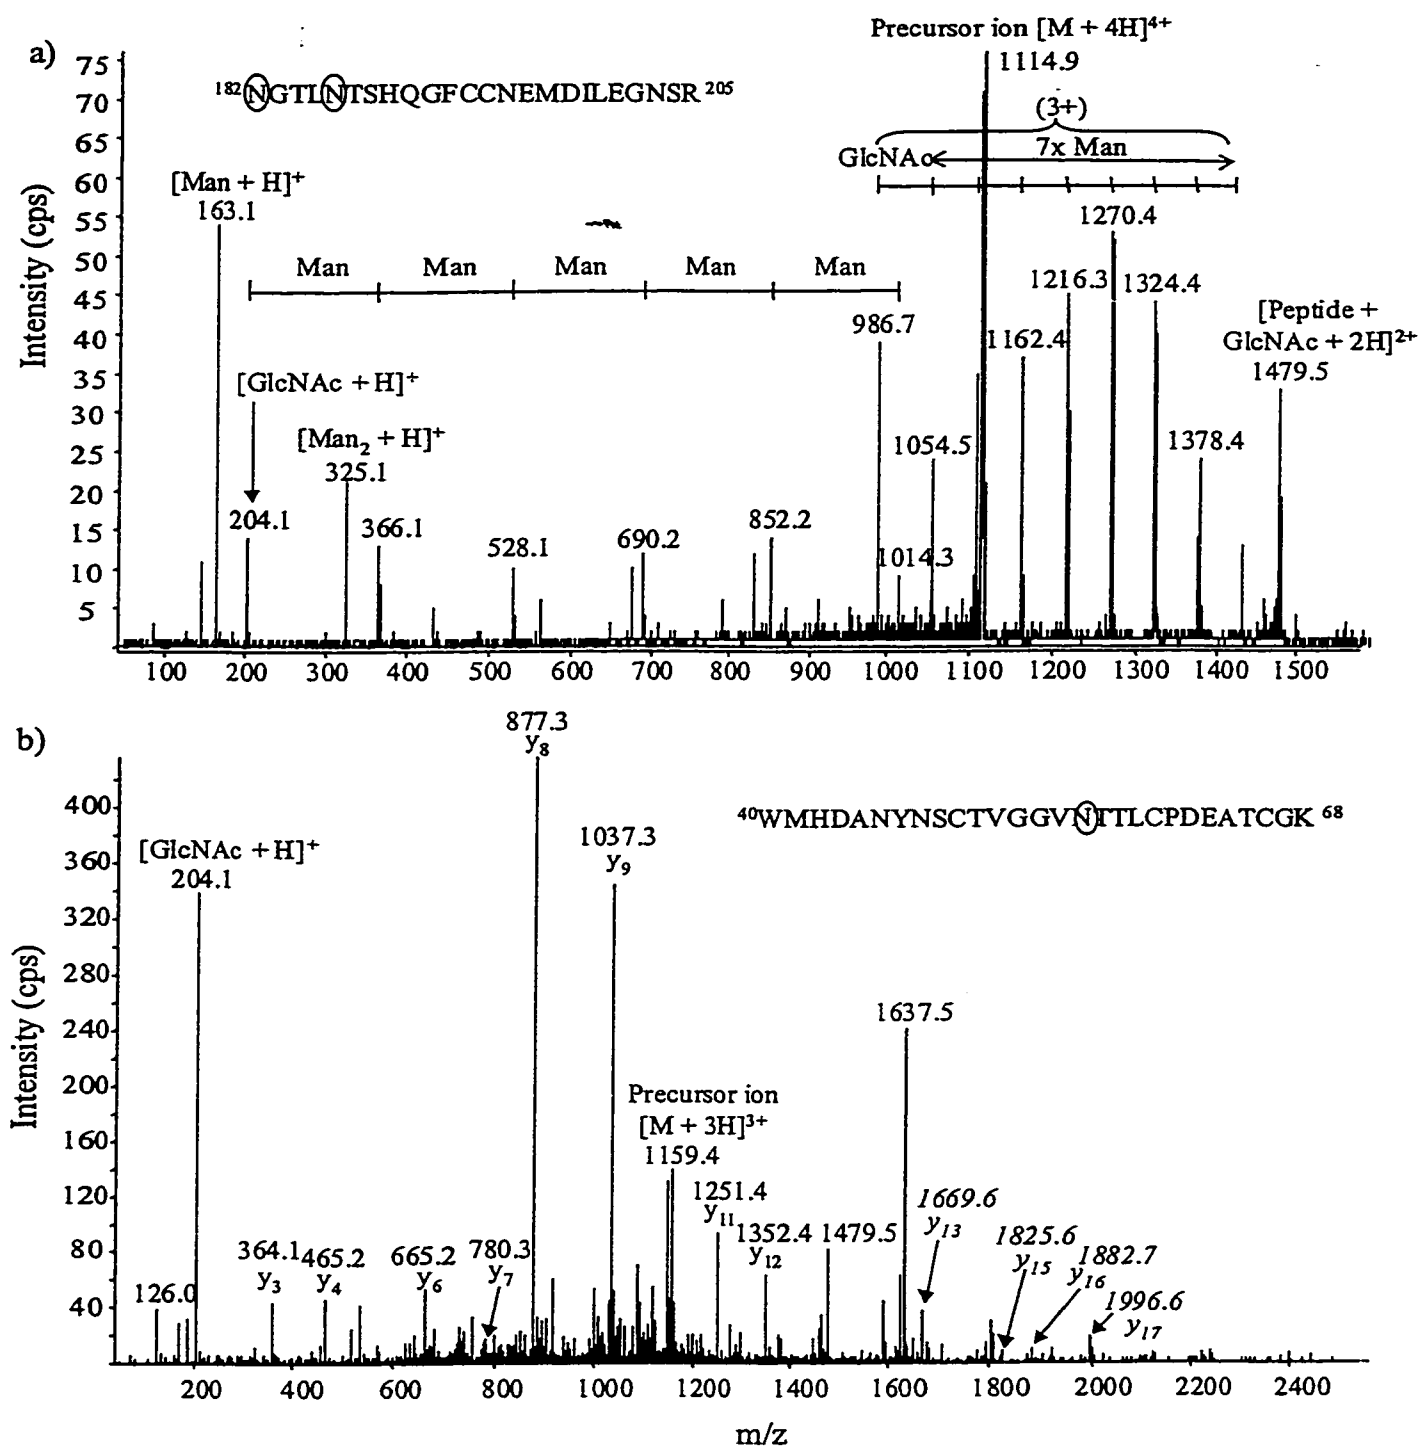 a)
Precursor ion [M + 4H]4+
1114.9
182NGTLNTSHQGFCCNEMDILEGNSR 205
(3+)
GlcNAc
7x Man
[Man + H]+
163.1
Man Man Man Man Man
1270.4
1216.3
1324.4
986.7
1162.4
[Peptide +
GlcNAc + 2H]2+
1479.5
[GlcNAc + H]+
[Man2 + H]+
325.1
1054.5
1378.4
204.1
366.1
528.1
690.2
852.2
1014.3
75
70
65
60
55
50
45
40
35
30
25
20
15
10
5
Intensity (cps)
100 200 300 400 500 600 700 800 900 1000 1100 1200 1300 1400 1500
b)
877.3
y8
40WMHDANYNSCTVGGVNTTLCPDEATCGK 68
[GlcNAc + H]+
204.1
1037.3
y9
1637.5
Precursor ion
[M + 3H]3+
1159.4
1251.4
y11
1352.4
y12
1479.5
1669.6
y13
1825.6
y15
1882.7
y16
1996.6
y17
126.0
364.1
y3
465.2
y4
665.2
y6
780.3
y7
400
360
320
280
240
200
160
120
80
40
Intensity (cps)
200 400 600 800 1000 1200 1400 1600 1800 2000 2200 2400
m/z